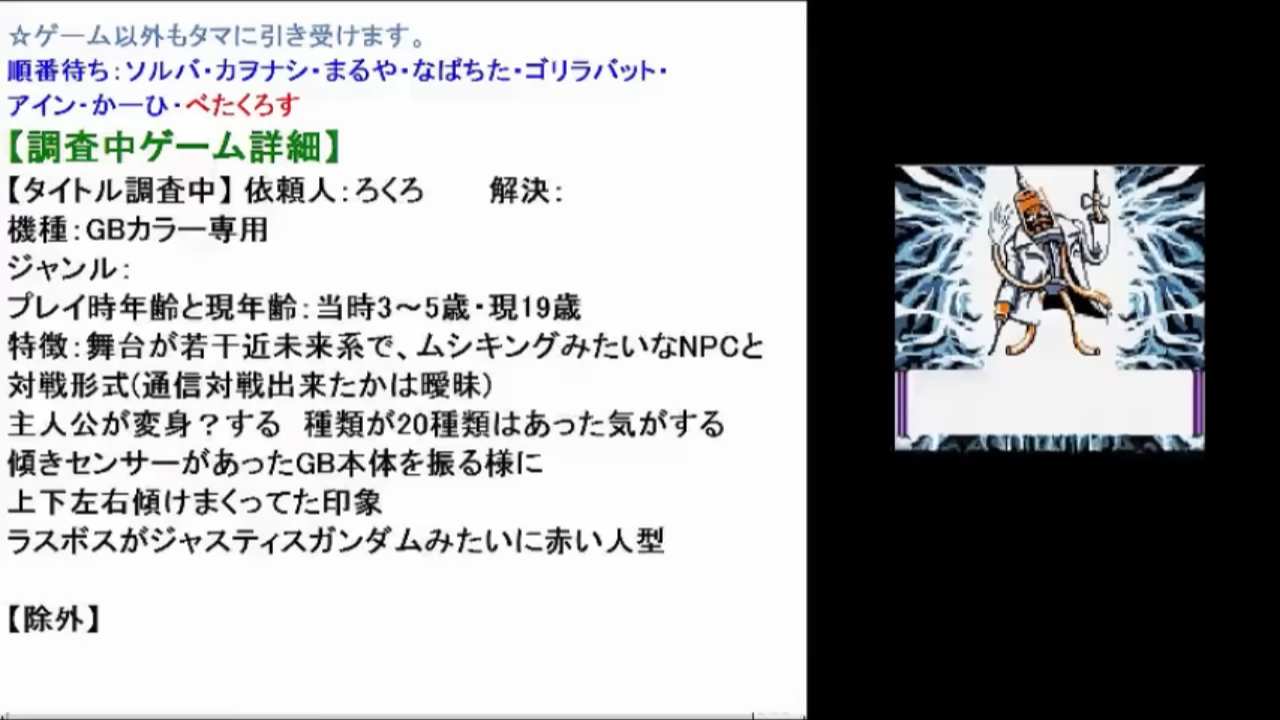 ☆ゲーム以外もタマに引き受けます。
順番待ち:ソルバ・カヲナシ・まるや・なばちた・ゴリラバット・
アイン・かーひ・べたくろす
【調査中ゲーム詳細】
【タイトル調査中】依頼人:ろくろ　　解決:
機種:GBカラー専用
ジャンル:
プレイ時年齢と現年齢:当時3～5歳・現19歳
特徴:舞台が若干近未来系で、ムシキングみたいなNPCと
対戦形式(通信対戦出来たかは曖昧)
主人公が変身？する　種類が20種類はあった気がする
傾きセンサーがあったGB本体を振る様に
上下左右傾けまくってた印象
ラスボスがジャスティスガンダムみたいに赤い人型
【除外】